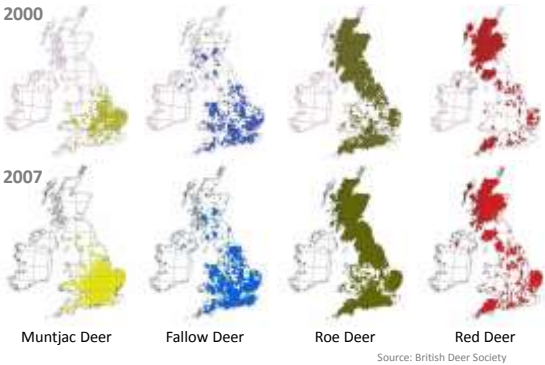 2000
2007
Muntjac Deer
Fallow Deer
Roe Deer
Red Deer
Source: British Deer Society